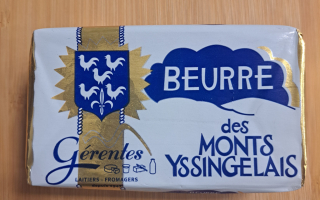 BEURRE
des
MONTS
YSSINGELAIS
Gérentes
LAITIERS - FROMAGERS